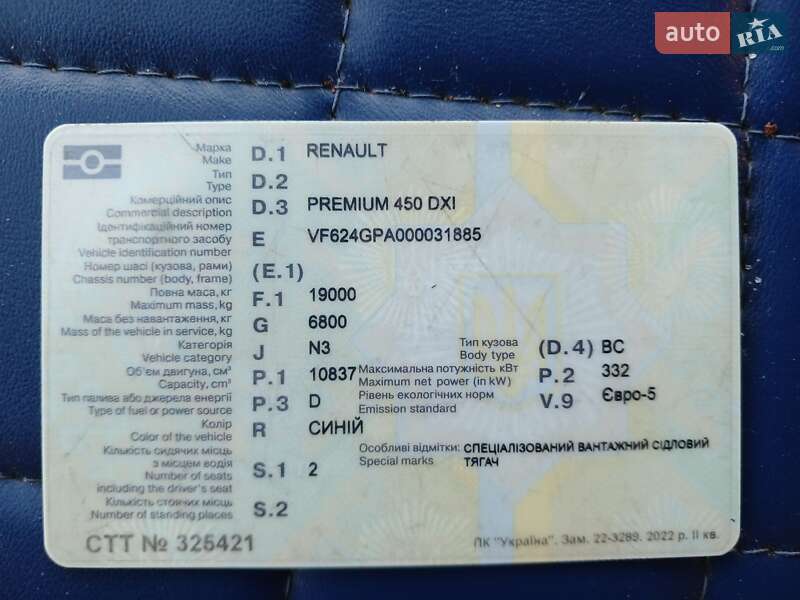 auto RIA.com
Марка
Make D.1 RENAULT
Тип
Type D.2
Комерційний опис
Commercial description D.3 PREMIUM 450 DXI
Ідентифікаційний номер
транспортного засобу
Vehicle identification number E VF624GPA000031885
Номер шасі (кузова, рами)
Chassis number (body, frame) (E.1)
Повна маса, кг
Maximum mass, kg F.1 19000
Маса без навантаження, кг
Mass of the vehicle in service, kg G 6800
Категорія
Vehicle category J N3
Тип кузова
Body type (D.4) BC
Об'єм двигуна, см³
Capacity, cm³ P.1 10837
Максимальна потужність кВт
Maximum net power (in kW) P.2 332
Тип палива або джерела енергії
Type of fuel or power source P.3 D
Рівень екологічних норм
Emission standard V.9 Євро-5
Колір
Color of the vehicle R СИНІЙ
Кількість сидячих місць
з місцем водія
Number of seats
including the driver's seat S.1 2
Особливі відмітки: СПЕЦІАЛІЗОВАНИЙ ВАНТАЖНИЙ СІДЛОВИЙ
Special marks ТЯГАЧ
Кількість стоячих місць
Number of standing places S.2
СТТ № 325421
ПК "Україна". Зам. 22-3289. 2022 р. II кв.